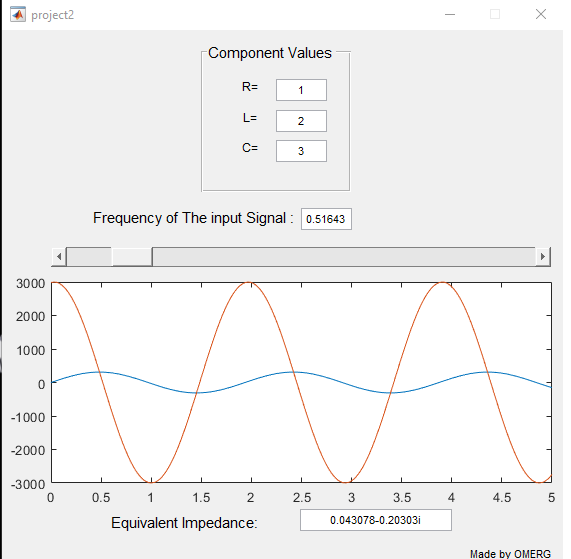 project2
Component Values
R= 1
L= 2
C= 3
Frequency of The input Signal : 0.51643
3000
2000
1000
0
-1000
-2000
-3000
0 0.5 1 1.5 2 2.5 3 3.5 4 4.5 5
Equivalent Impedance: 0.043078-0.20303i
Made by OMERG